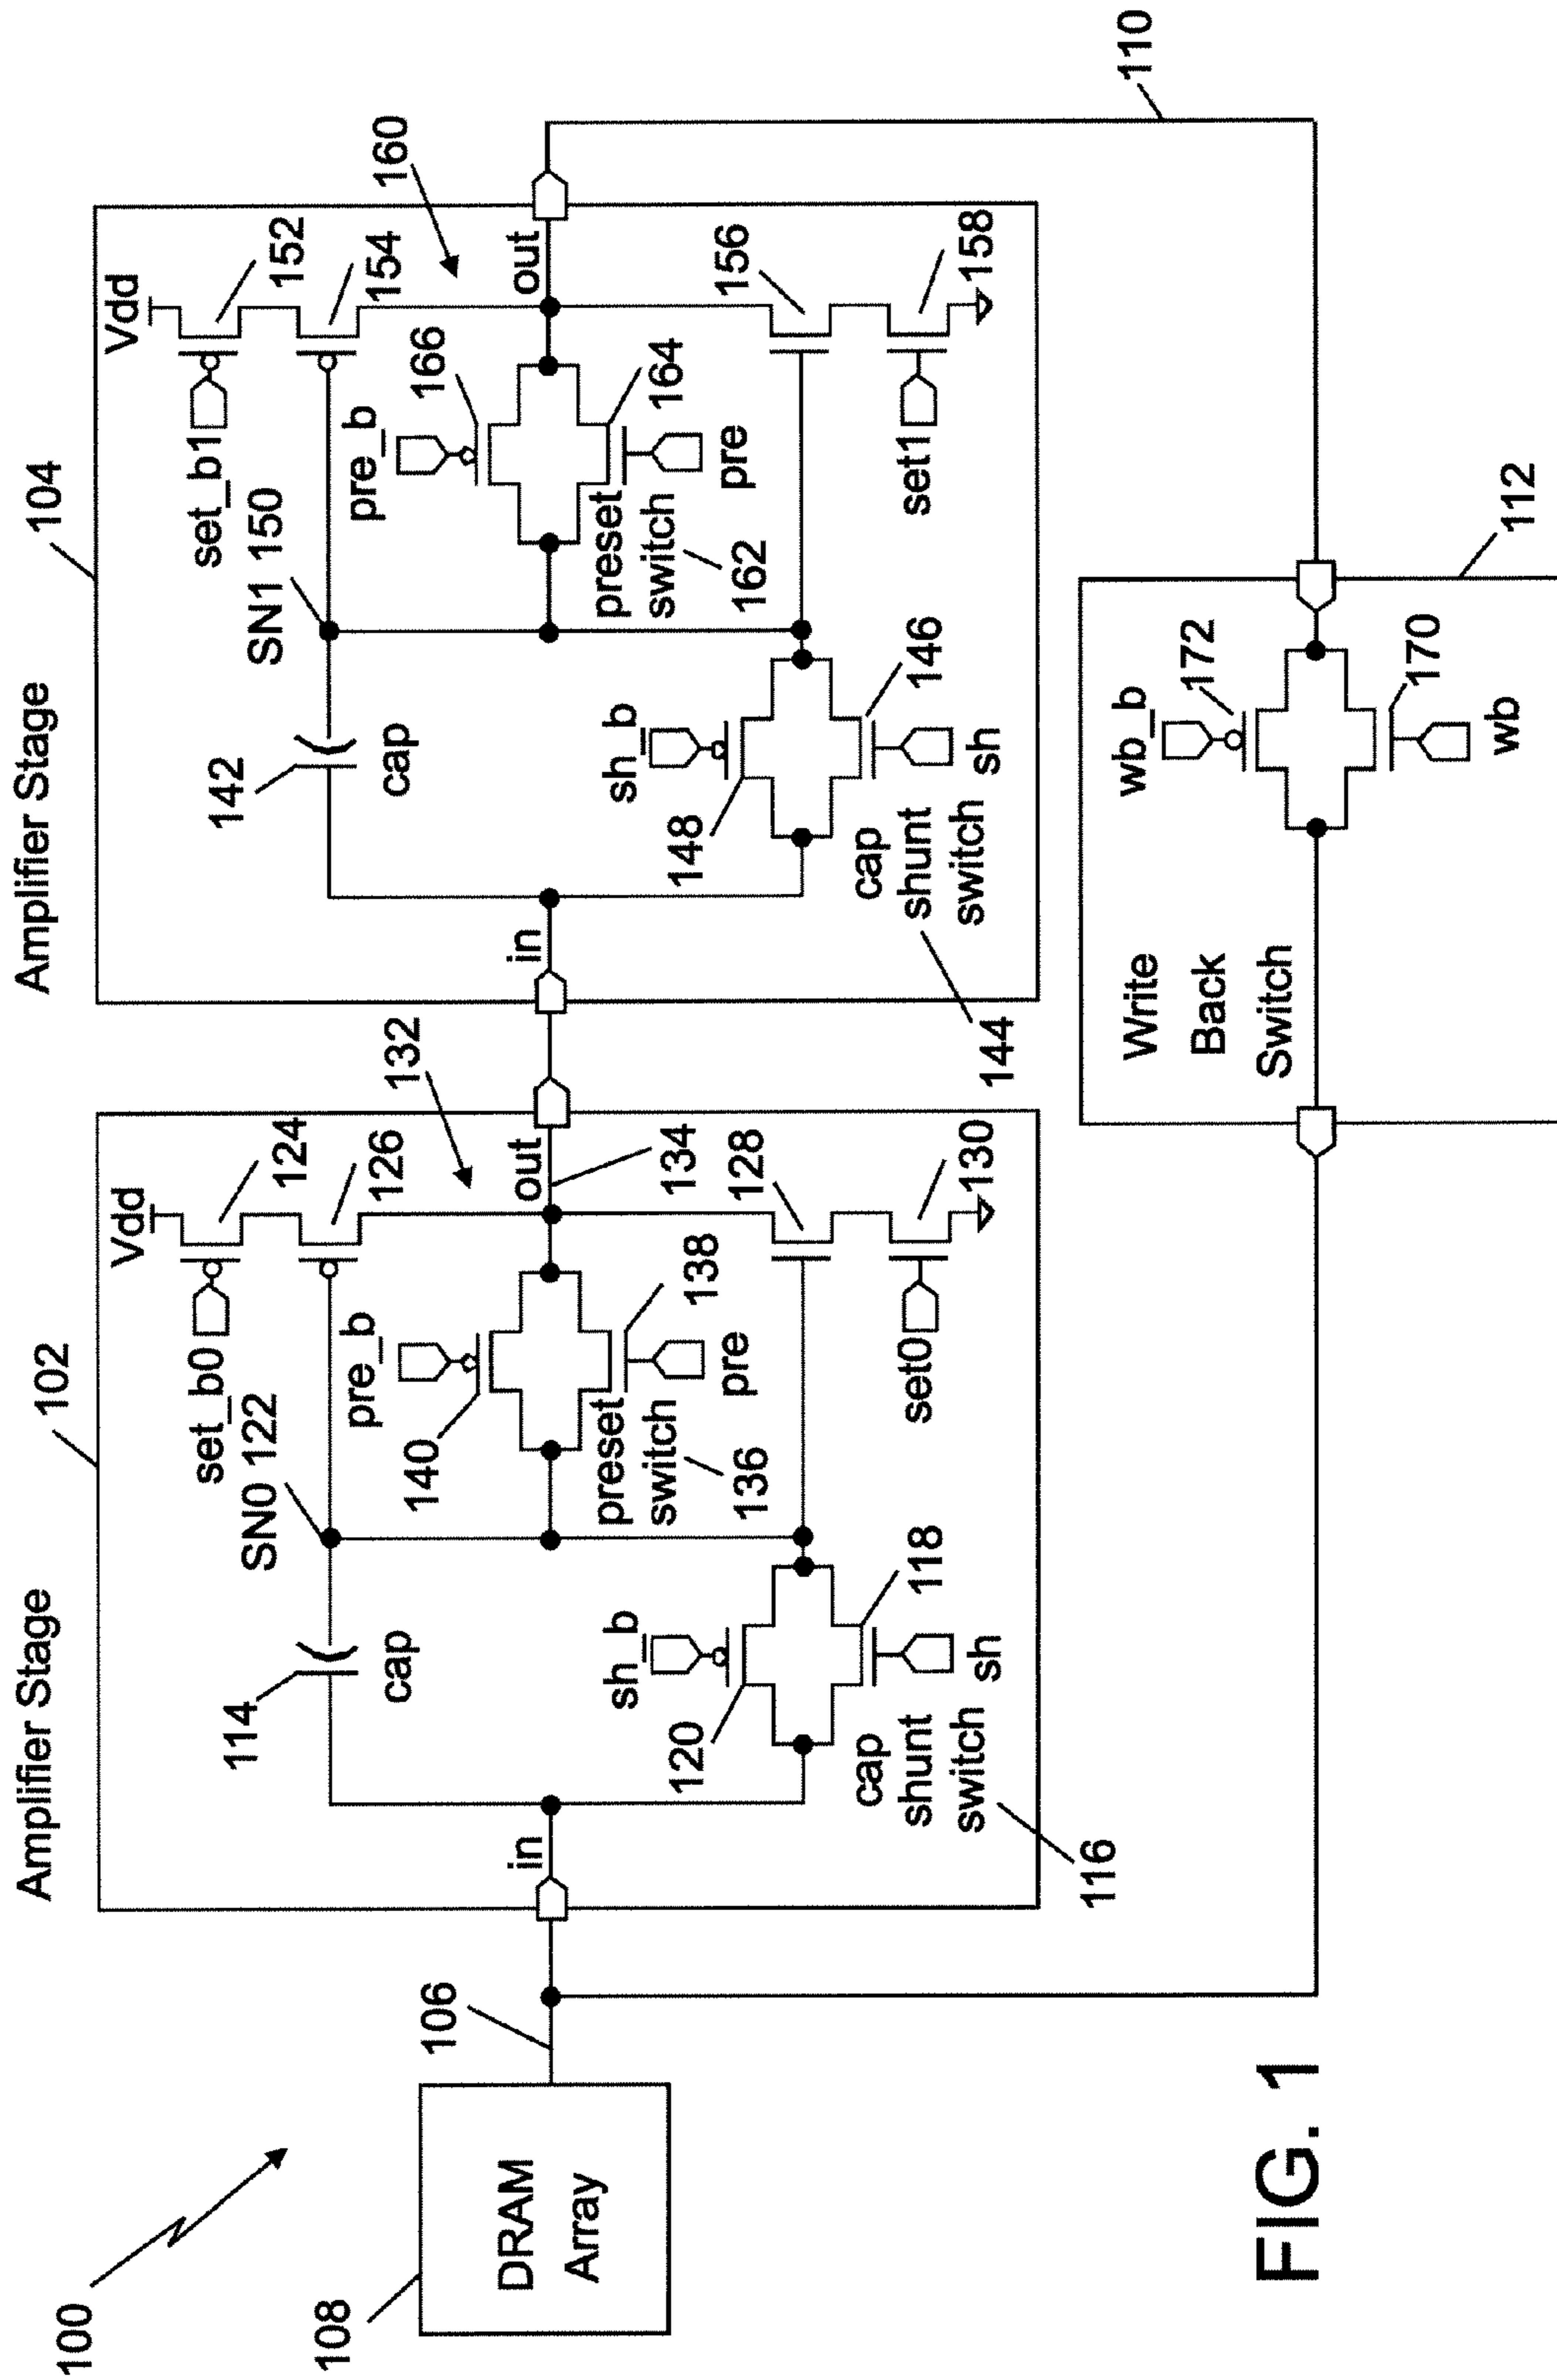 100
108
DRAM
Array
106
Amplifier Stage
102
114
cap
SN0 122
set_b0
Vdd
124
126
132
in
pre_b
140
preset
switch
136
138
pre
out
134
sh_b
120
118
sh
cap
shunt
switch
116
128
set0
130
Amplifier Stage
104
142
cap
SN1 150
set_b1
Vdd
152
154
160
in
pre_b
166
preset
switch
162
164
pre
out
sh_b
148
146
sh
cap
shunt
switch
144
156
set1
158
110
Write
Back
Switch
wb_b
172
170
wb
112
FIG. 1